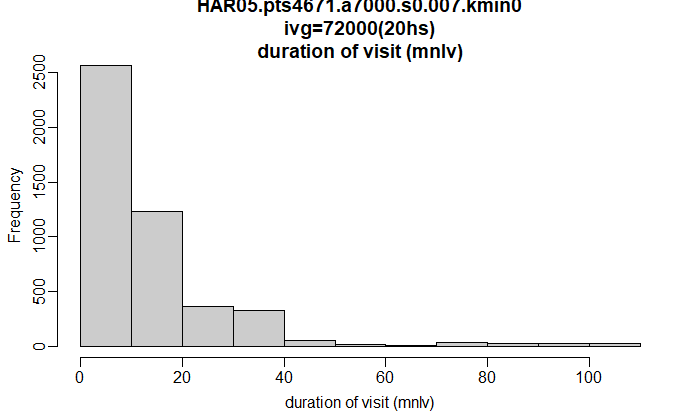 HAR05.pts4671.a7000.s0.007.kmin0
ivg=72000(20hs)
duration of visit (mnlv)
Frequency
2500
2000
1500
1000
500
0
0 20 40 60 80 100
duration of visit (mnlv)